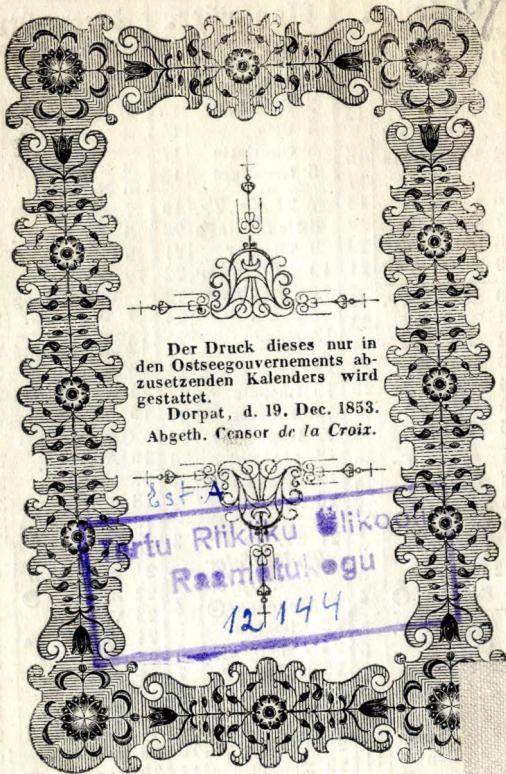 Der Druck dieses nur in
den Ostseegouvernements ab-
zusetzenden Kalenders wird
gestattet.
Dorpat, d. 19. Dec. 1853.
Abgeth. Censor de la Croix.
Est. A
Tartu Riikliku Ülikooli
Raamatukogu
12144